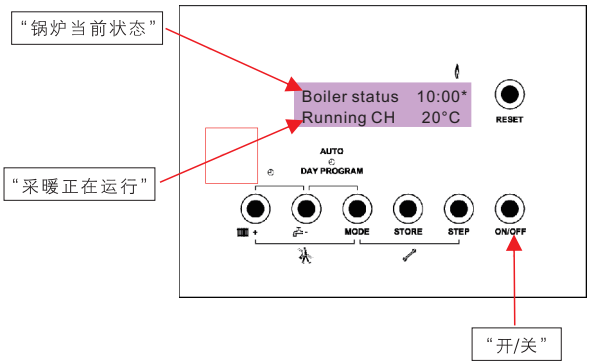 “锅炉当前状态”
Boiler status 10:00*
Running CH 20°C
RESET
AUTO
DAY PROGRAM
“采暖正在运行”
+ - MODE STORE STEP ON/OFF
“开/关”